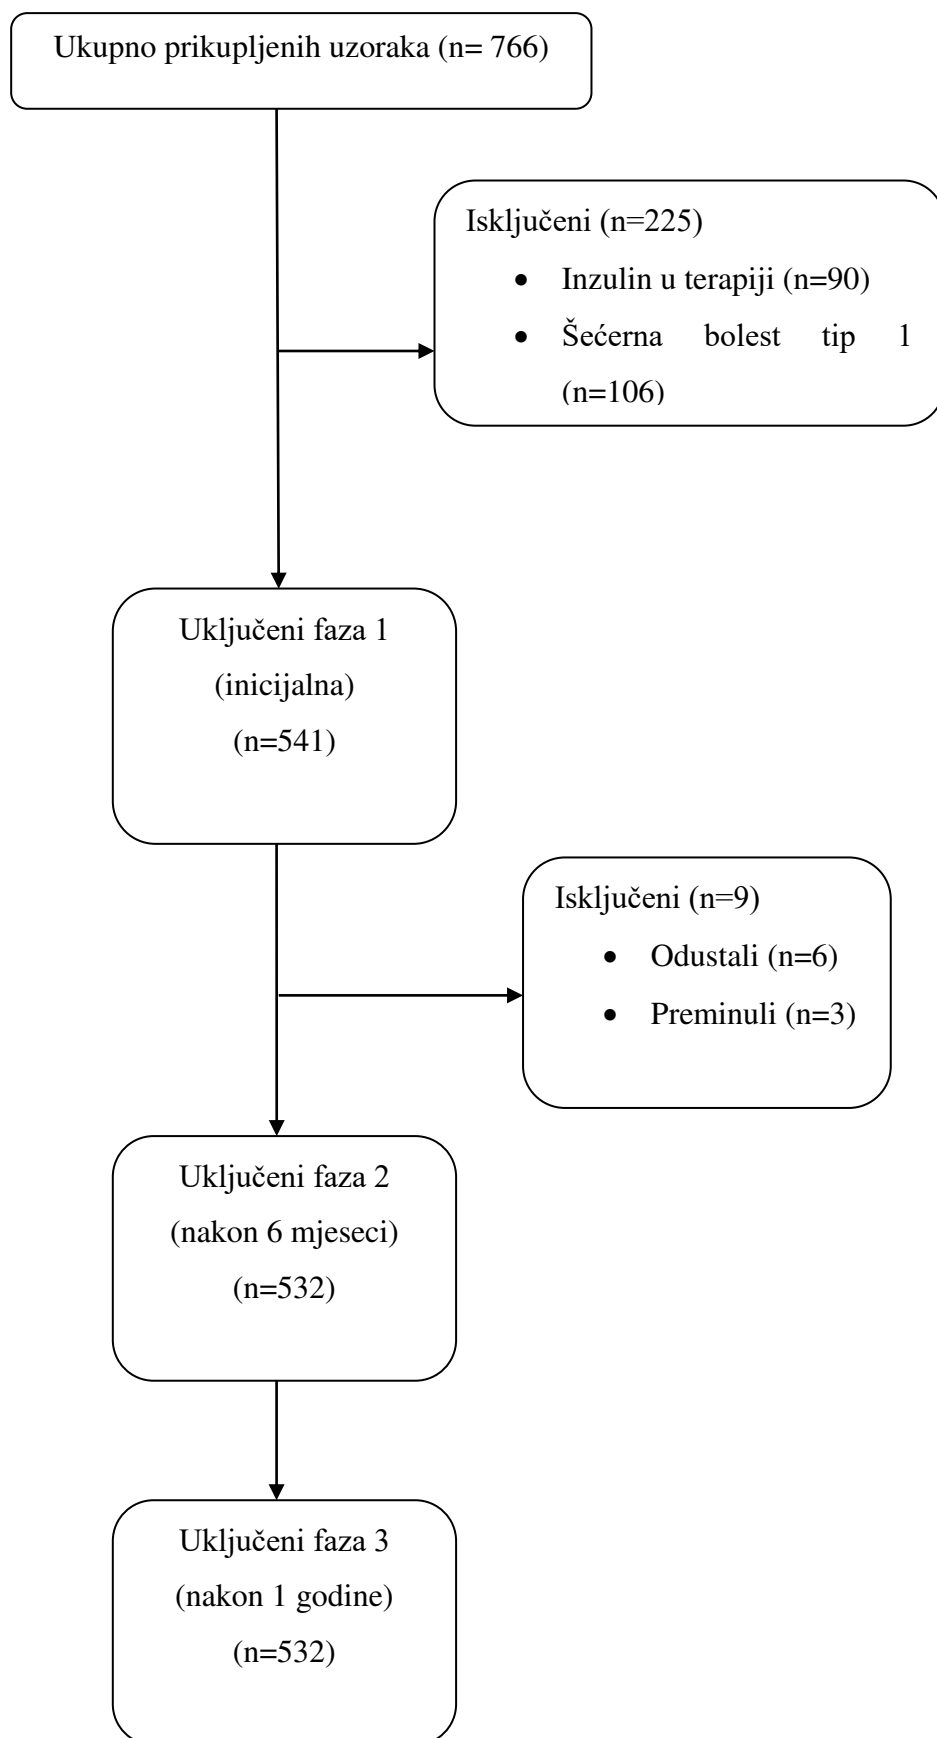 Ukupno prikupljenih uzoraka (n= 766)
Isključeni (n=225)
• Inzulin u terapiji (n=90)
• Šećerna bolest tip 1
(n=106)
Uključeni faza 1
(inicijalna)
(n=541)
Isključeni (n=9)
• Odustali (n=6)
• Preminuli (n=3)
Uključeni faza 2
(nakon 6 mjeseci)
(n=532)
Uključeni faza 3
(nakon 1 godine)
(n=532)